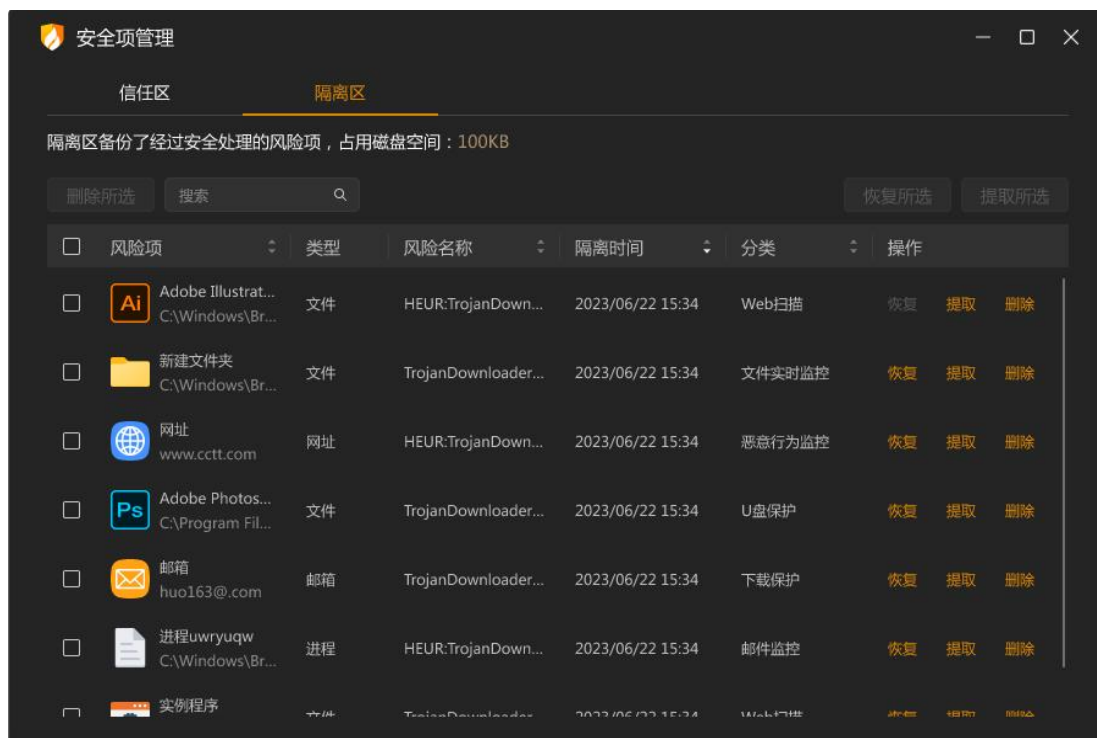 安全项管理
信任区 隔离区
隔离区备份了经过安全处理的风险项，占用磁盘空间：100KB
删除所选 搜索 恢复所选 提取所选
风险项 类型 风险名称 隔离时间 分类 操作
Ai Adobe Illustrat...
C:\Windows\Br... 文件 HEUR:TrojanDown... 2023/06/22 15:34 Web扫描 恢复 提取 删除
新建文件夹
C:\Windows\Br... 文件 TrojanDownloader... 2023/06/22 15:34 文件实时监控 恢复 提取 删除
网址
www.cctt.com 网址 HEUR:TrojanDown... 2023/06/22 15:34 恶意行为监控 恢复 提取 删除
Ps Adobe Photos...
C:\Program Fil... 文件 TrojanDownloader... 2023/06/22 15:34 U盘保护 恢复 提取 删除
邮箱
huo163@.com 邮箱 TrojanDownloader... 2023/06/22 15:34 下载保护 恢复 提取 删除
进程uwryuqw
C:\Windows\Br... 进程 HEUR:TrojanDown... 2023/06/22 15:34 邮件监控 恢复 提取 删除
实例程序